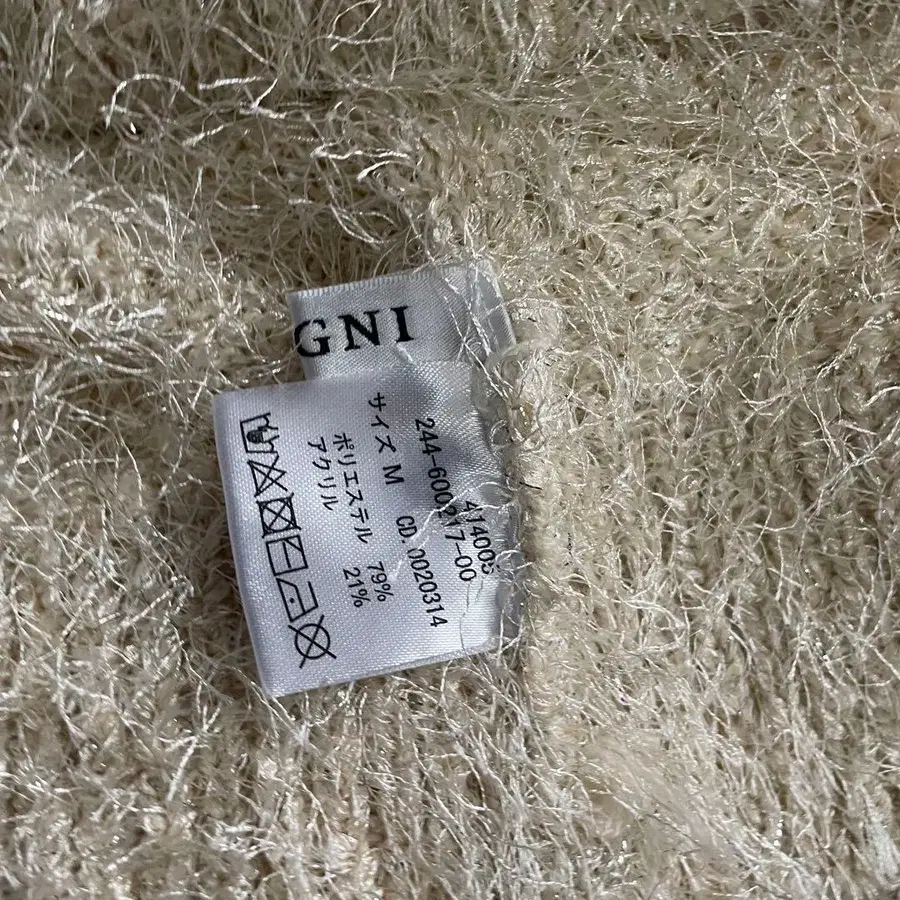 GNI
414005
244-600217-00
サイズ M CD.0020314
ポリエステル 79%
アクリル 21%